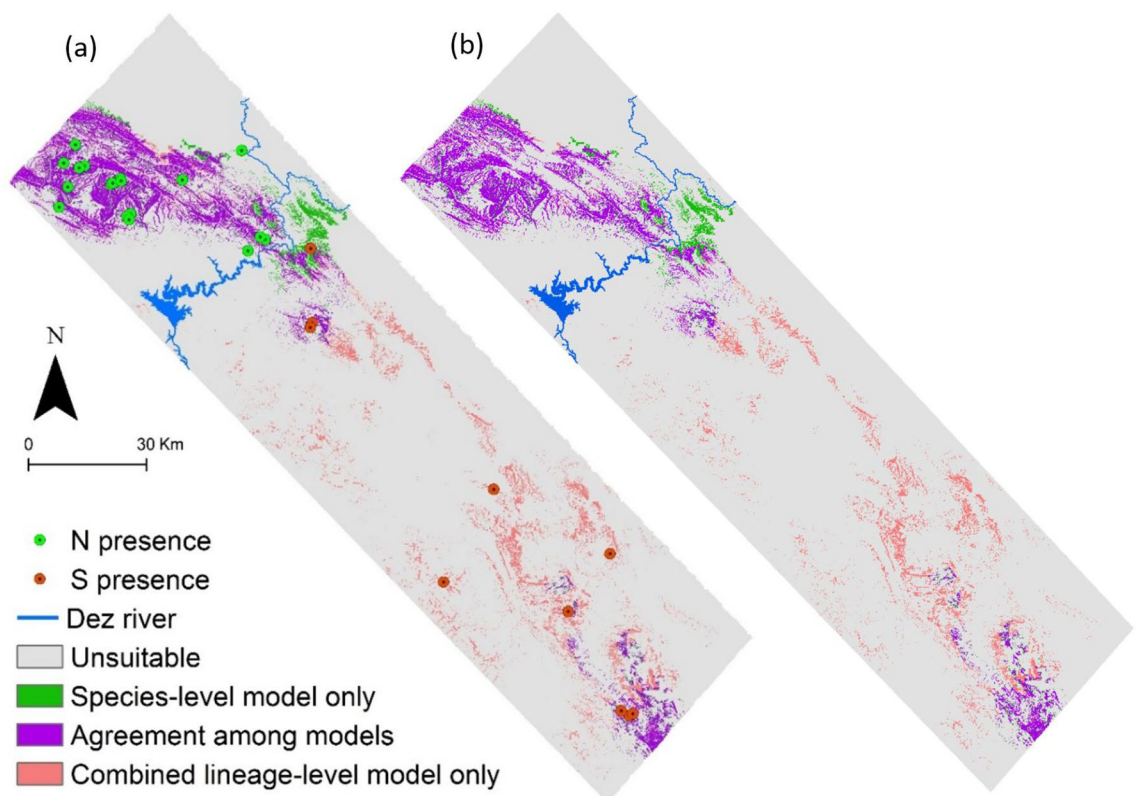 (a)
(b)
N
0 30 Km
N presence
S presence
Dez river
Unsuitable
Species-level model only
Agreement among models
Combined lineage-level model only